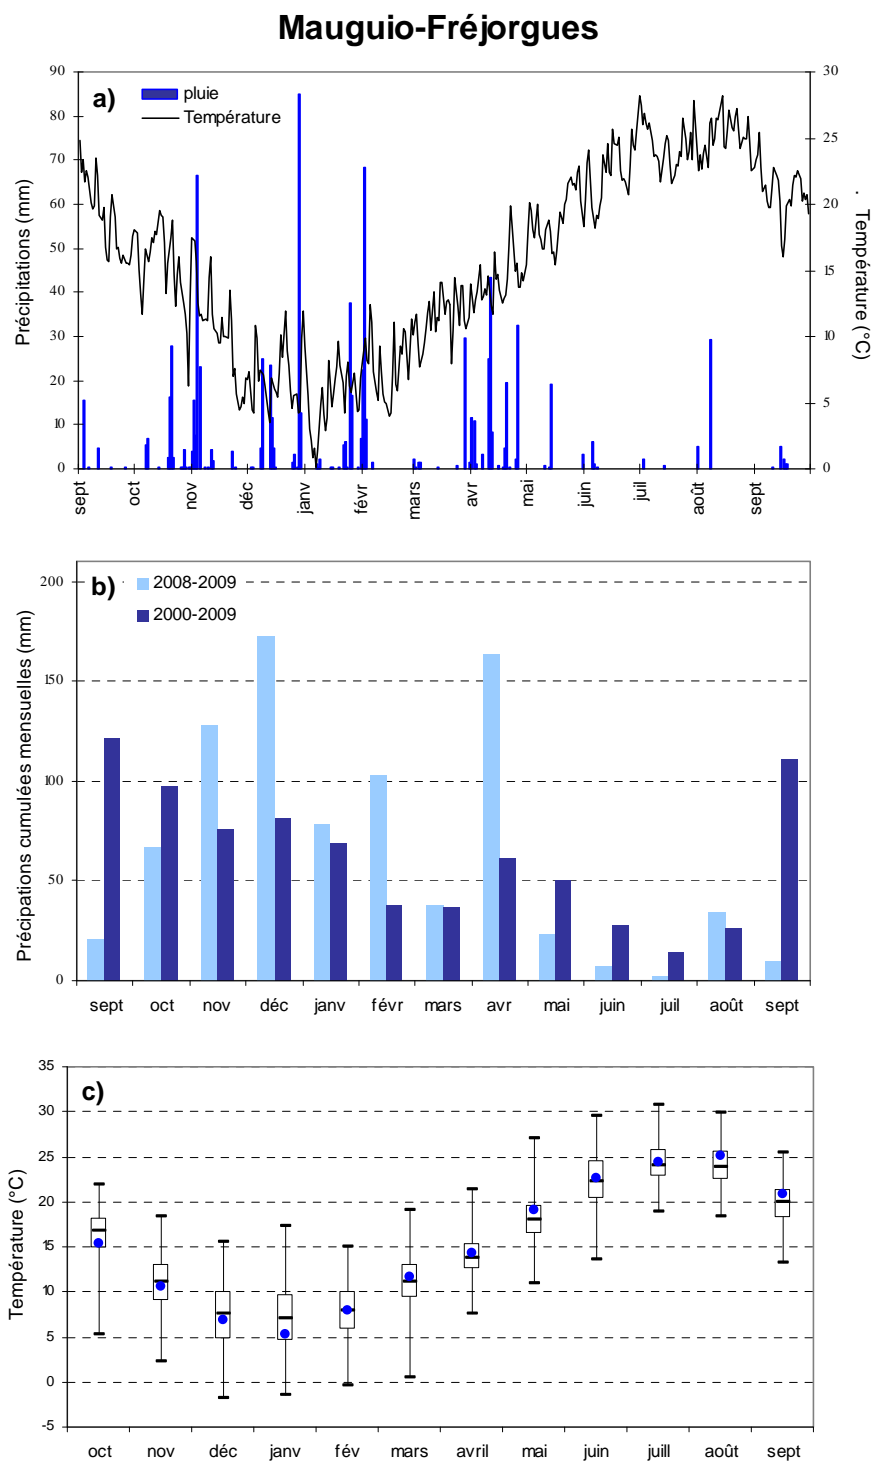 Mauguio-Fréjorgues
a)
pluie
Température
Précipitations (mm)
90
80
70
60
50
40
30
20
10
0
30
25
20
15
10
5
0
. Température (°C)
sept
oct
nov
déc
janv
févr
mars
avr
mai
juin
juil
août
sept
b)
2008-2009
2000-2009
Précipations cumulées mensuelles (mm)
200
150
100
50
0
sept oct nov déc janv févr mars avr mai juin juil août sept
c)
Température (°C)
35
30
25
20
15
10
5
0
-5
oct nov déc janv fév mars avril mai juin juill août sept